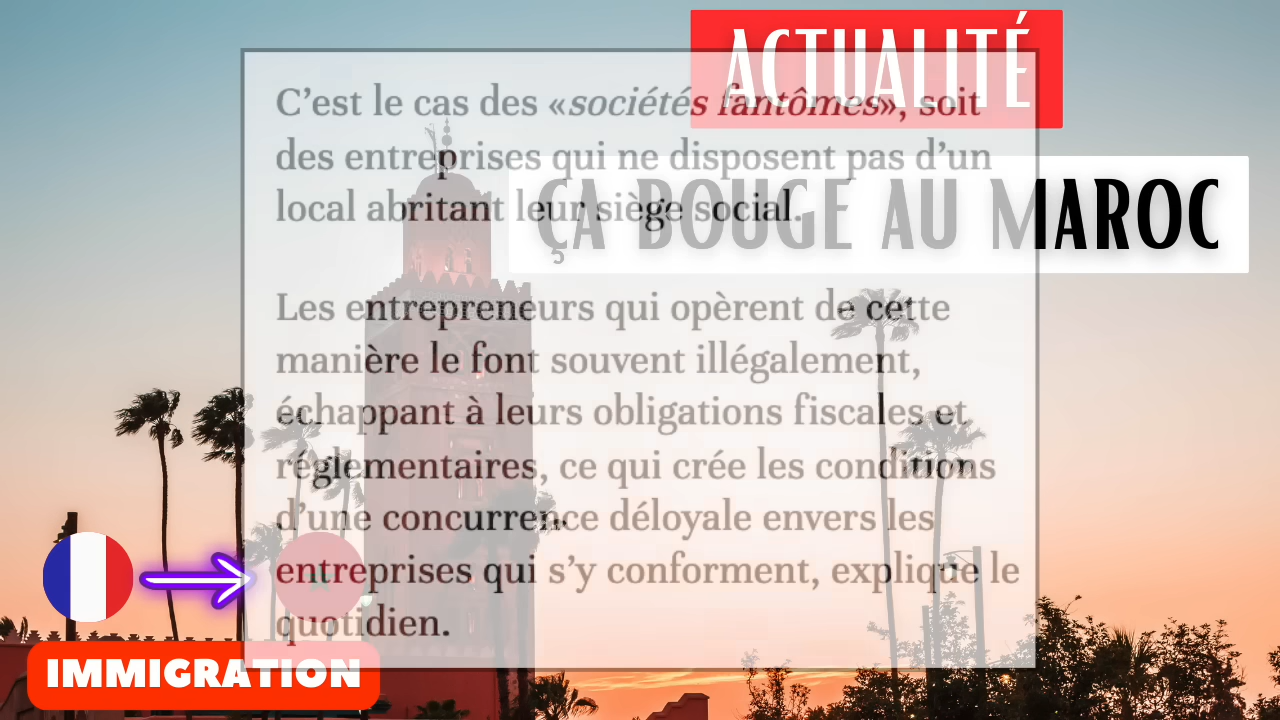 ACTUALITÉ
ÇA BOUGE AU MAROC
C’est le cas des «sociétés fantômes», soit
des entreprises qui ne disposent pas d’un
local abritant leur siège social.
Les entrepreneurs qui opèrent de cette
manière le font souvent illégalement,
échappant à leurs obligations fiscales et
réglementaires, ce qui crée les conditions
d’une concurrence déloyale envers les
entreprises qui s’y conforment, explique le
quotidien.
IMMIGRATION